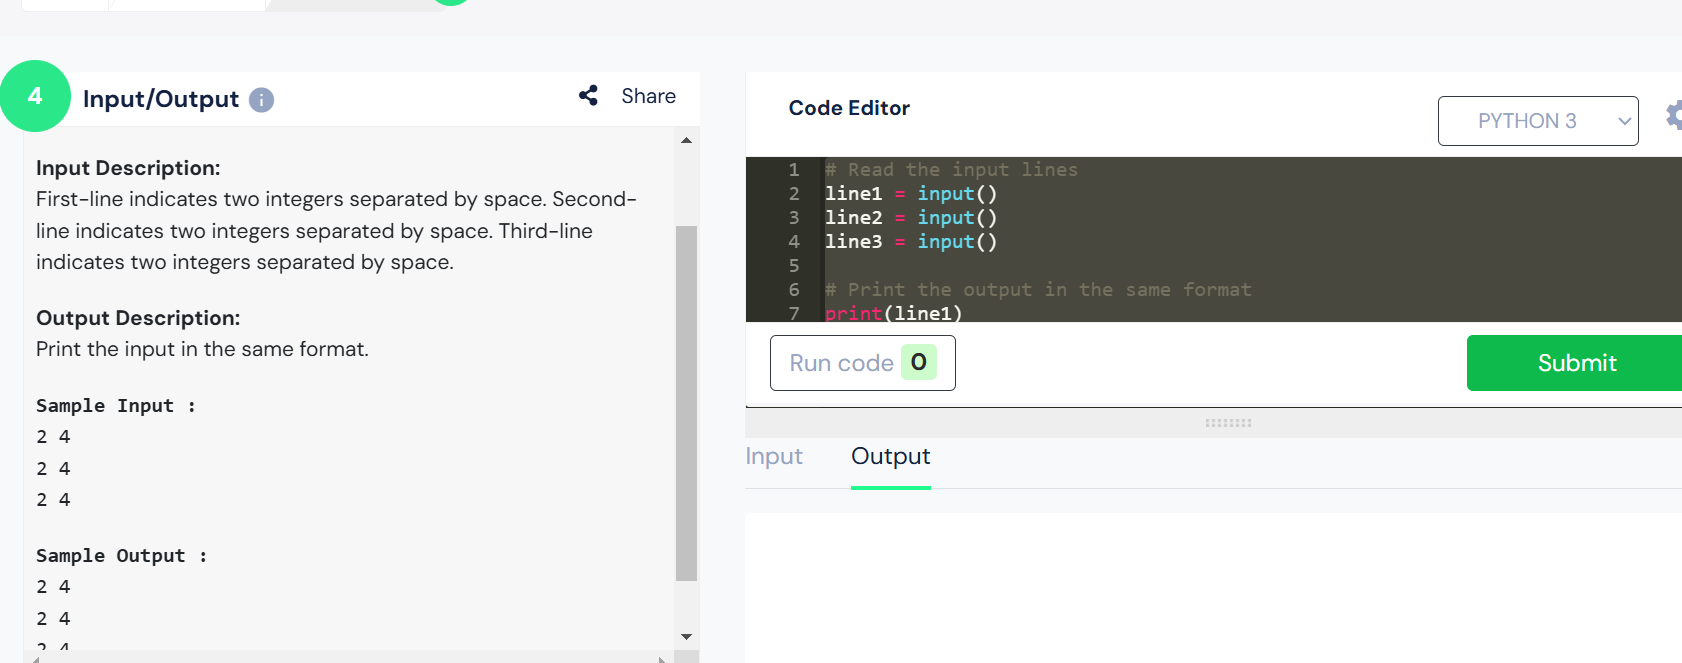 4
Input/Output
Share
Input Description:
First-line indicates two integers separated by space. Second-
line indicates two integers separated by space. Third-line
indicates two integers separated by space.
Output Description:
Print the input in the same format.
Sample Input :
2 4
2 4
2 4
Sample Output :
2 4
2 4
2 4
Code Editor
PYTHON 3
1 # Read the input lines
2 line1 = input()
3 line2 = input()
4 line3 = input()
5
6 # Print the output in the same format
7 print(line1)
Run code 0
Submit
Input
Output